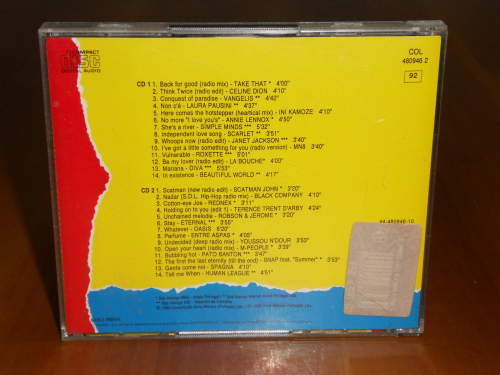 COMPACT
disc
DIGITAL AUDIO
COL
480946 2
92
CD 1 1. Back for good (radio mix) - TAKE THAT * 4'00"
2. Think Twice (radio edit) - CELINE DION 4'10"
3. Conquest of paradise - VANGELIS ** 4'42"
4. Non c'è - LAURA PAUSINI ** 4'37"
5. Here comes the hotstepper (heartical mix) - INI KAMOZE 4'10"
6. No more "I love you's" - ANNIE LENNOX * 4'50"
7. She's a river - SIMPLE MINDS *** 5'32"
8. Independent love song - SCARLET ** 3'51"
9. Whoops now (radio edit) - JANET JACKSON *** 3'40"
10. I've got a little something for you (radio version) - MN8 3'40"
11. Vulnerable - ROXETTE *** 5'01"
12. Be my lover (radio edit) - LA BOUCHE* 4'00"
13. Mariana - DIVA *** 5'53"
14. In existence - BEAUTIFUL WORLD ** 4'17"
CD 2 1. Scatman (new radio edit) - SCATMAN JOHN * 3'20"
2. Nadar (S.D.L. Hip-Hop radio mix) - BLACK COMPANY 4'10"
3. Cotton-eye Joe - REDNEX * 3'11"
4. Holding on to you (edit 1) - TERENCE TRENT D'ARBY 4'24"
5. Unchained melody - ROBSON & JEROME * 3'20"
6. Stay - ETERNAL *** 3'55"
7. Whatever - OASIS 6'20"
8. Perfume - ENTRE ASPAS * 4'00"
9. Undecided (deep radio mix) - YOUSSOU N'DOUR 3'50"
10. Open your heart (radio mix) - M-PEOPLE * 3'39"
11. Bubbling hot - PATO BANTON *** 3'47"
12. The first the last eternity (till the end) - SNAP feat. "Summer" * 3'53"
13. Gente come noi - SPAGNA 4'10"
14. Tell me When - HUMAN LEAGUE ** 4'51"
44-480946-10